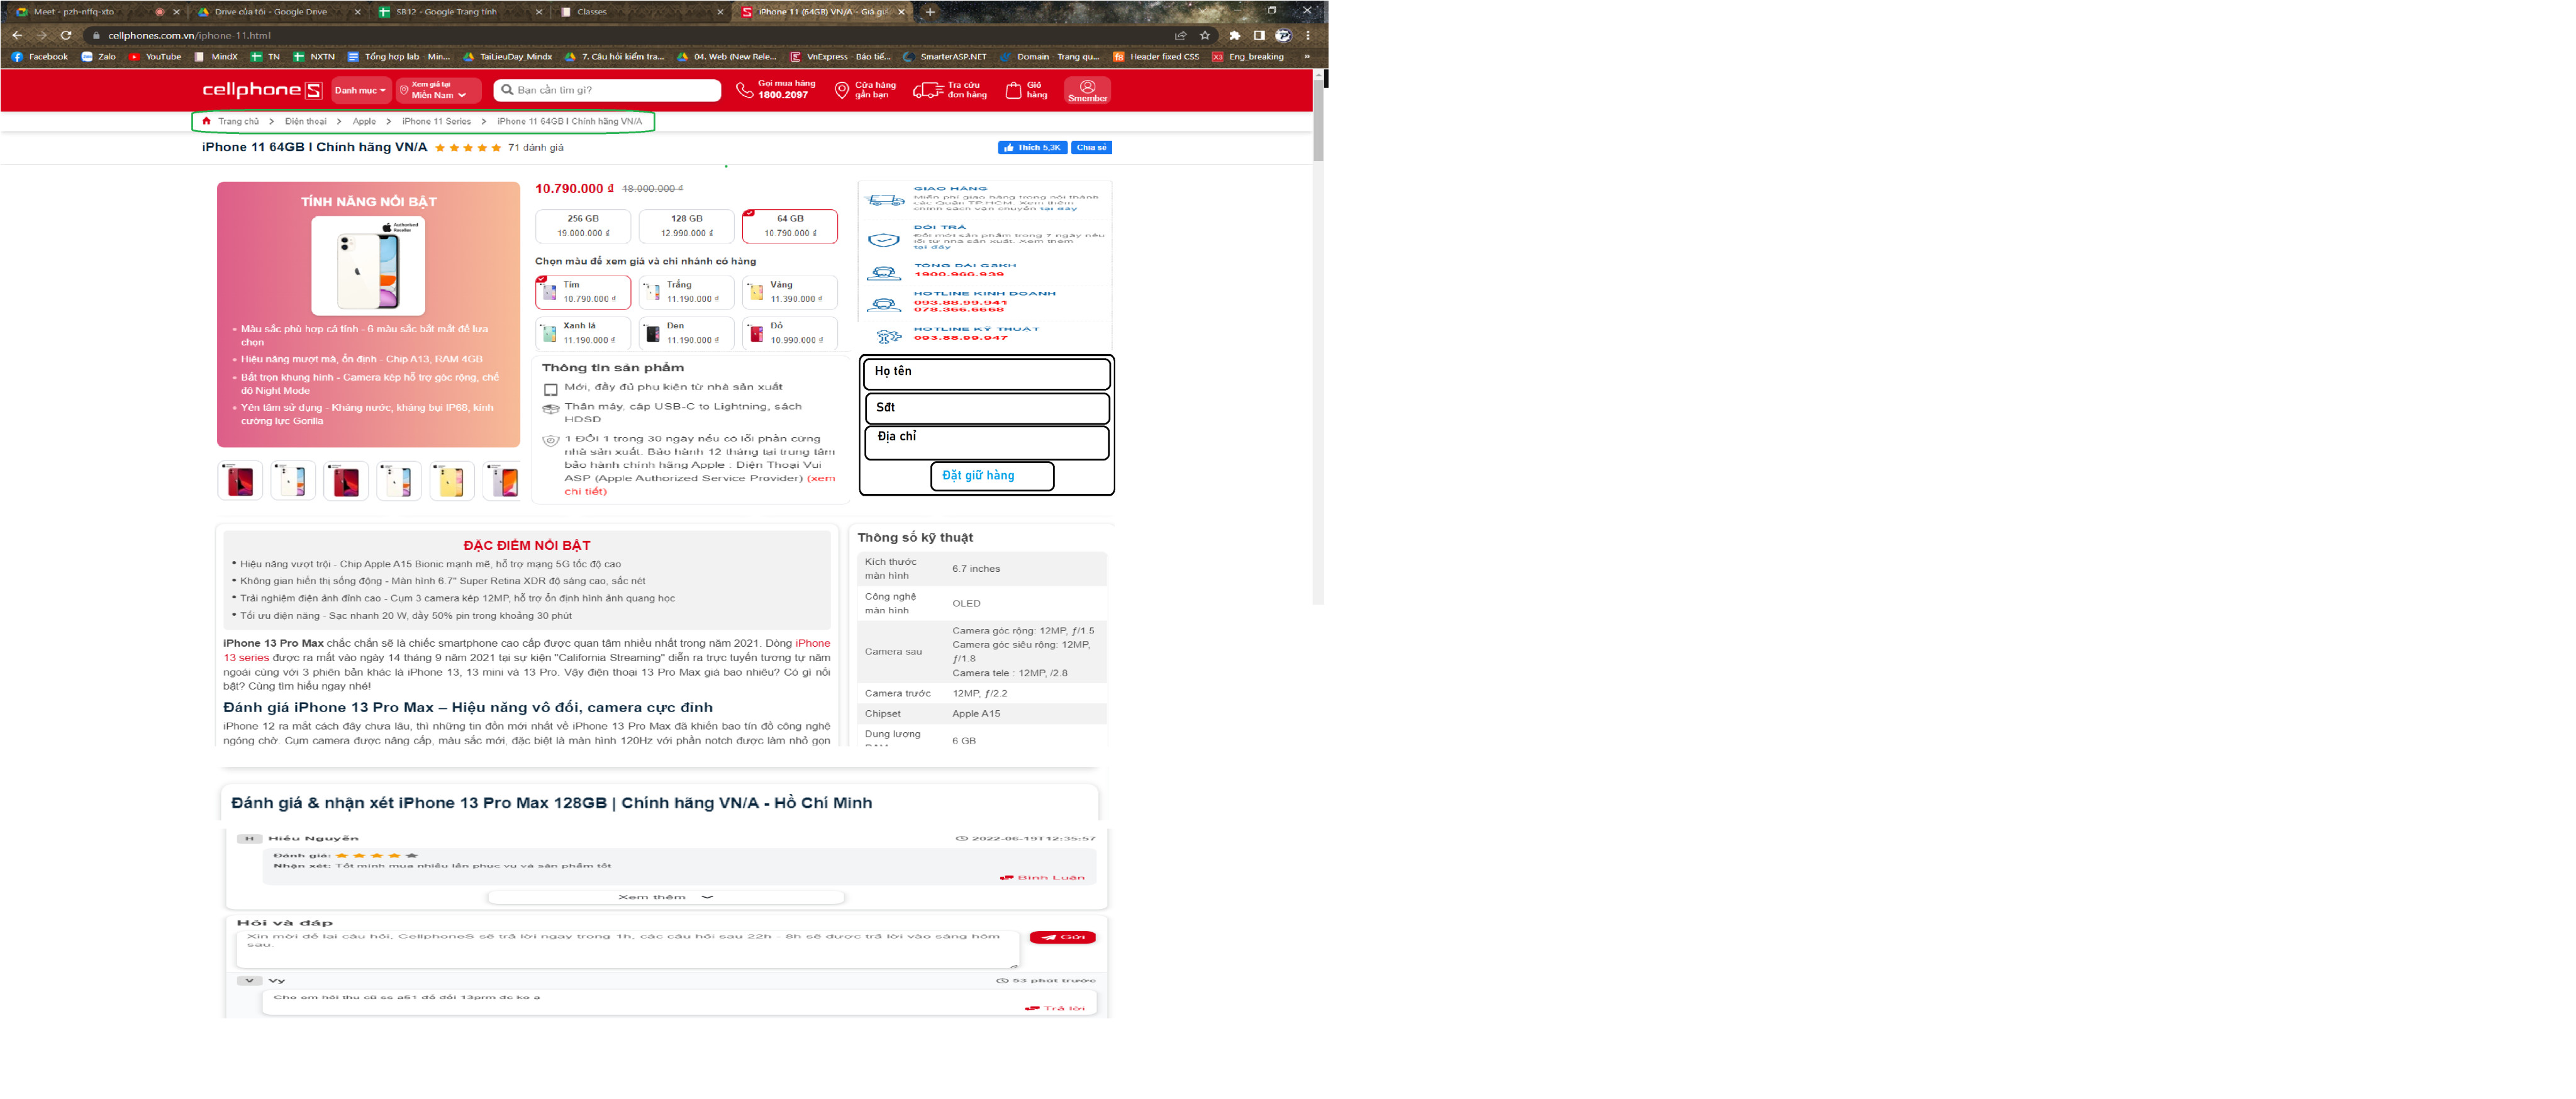 Meet - pzh-nffq-xto
Drive của tôi - Google Drive
SB12 - Google Trang tính
Classes
iPhone 11 (64GB) VN/A - Giá gi
cellphones.com.vn/iphone-11.html
Facebook
Zalo
YouTube
MindX
TN
NXTN
Tổng hợp lab - Min...
TaiLieuDay_Mindx
7. Câu hỏi kiểm tra...
04. Web (New Rele...
VnExpress - Báo tiế...
SmarterASP.NET
Domain - Trang qu...
Header fixed CSS
Eng_breaking
»
cellphoneS
Danh mục
Xem giá tại
Miền Nam
Bạn cần tìm gì?
Gọi mua hàng
1800.2097
Cửa hàng
gần bạn
Tra cứu
đơn hàng
Giỏ
hàng
Smember
Trang chủ > Điện thoại > Apple > iPhone 11 Series > iPhone 11 64GB I Chính hãng VN/A
iPhone 11 64GB I Chính hãng VN/A
71 đánh giá
Thích 5,3K
Chia sẻ
TÍNH NĂNG NỔI BẬT
Authorised
Reseller
Màu sắc phù hợp cá tính - 6 màu sắc bắt mắt để lựa
chọn
Hiệu năng mượt mà, ổn định - Chip A13, RAM 4GB
Bắt trọn khung hình - Camera kép hỗ trợ góc rộng, chế
độ Night Mode
Yên tâm sử dụng - Kháng nước, kháng bụi IP68, kính
cường lực Gorilla
10.790.000 ₫ 18.000.000 ₫
256 GB
19.000.000 ₫
128 GB
12.990.000 ₫
64 GB
10.790.000 ₫
Chọn màu để xem giá và chi nhánh có hàng
Tím
10.790.000 ₫
Trắng
11.190.000 ₫
Vàng
11.390.000 ₫
Xanh lá
11.190.000 ₫
Đen
11.190.000 ₫
Đỏ
10.990.000 ₫
Thông tin sản phẩm
Mới, đầy đủ phụ kiện từ nhà sản xuất
Thân máy, cáp USB-C to Lightning, sách
HDSD
1 ĐỔI 1 trong 30 ngày nếu có lỗi phần cứng
nhà sản xuất. Bảo hành 12 tháng tại trung tâm
bảo hành chính hãng Apple : Điện Thoại Vui
ASP (Apple Authorized Service Provider) (xem
chi tiết)
GIAO HÀNG
Miễn phí giao hàng trong nội thành
các Quận TP.HCM. Xem thêm
chính sách vận chuyển tại đây
ĐỔI TRẢ
Đổi mới sản phẩm trong 7 ngày nếu
lỗi từ nhà sản xuất. Xem thêm
tại đây
TỔNG ĐÀI CSKH
1900.966.939
HOTLINE KINH DOANH
093.88.99.941
078.366.6668
HOTLINE KỸ THUẬT
093.88.99.947
Họ tên
Sđt
Địa chỉ
Đặt giữ hàng
ĐẶC ĐIỂM NỔI BẬT
Hiệu năng vượt trội - Chip Apple A15 Bionic mạnh mẽ, hỗ trợ mạng 5G tốc độ cao
Không gian hiển thị sống động - Màn hình 6.7" Super Retina XDR độ sáng cao, sắc nét
Trải nghiệm điện ảnh đỉnh cao - Cụm 3 camera kép 12MP, hỗ trợ ổn định hình ảnh quang học
Tối ưu điện năng - Sạc nhanh 20 W, đầy 50% pin trong khoảng 30 phút
iPhone 13 Pro Max chắc chắn sẽ là chiếc smartphone cao cấp được quan tâm nhiều nhất trong năm 2021. Dòng iPhone
13 series được ra mắt vào ngày 14 tháng 9 năm 2021 tại sự kiện "California Streaming" diễn ra trực tuyến tương tự năm
ngoái cùng với 3 phiên bản khác là iPhone 13, 13 mini và 13 Pro. Vậy điện thoại 13 Pro Max giá bao nhiêu? Có gì nổi
bật? Cùng tìm hiểu ngay nhé!
Đánh giá iPhone 13 Pro Max – Hiệu năng vô đối, camera cực đỉnh
iPhone 12 ra mắt cách đây chưa lâu, thì những tin đồn mới nhất về iPhone 13 Pro Max đã khiến bao tín đồ công nghệ
ngóng chờ. Cụm camera được nâng cấp, màu sắc mới, đặc biệt là màn hình 120Hz với phần notch được làm nhỏ gọn
Thông số kỹ thuật
Kích thước
màn hình
6.7 inches
Công nghệ
màn hình
OLED
Camera sau
Camera góc rộng: 12MP, ƒ/1.5
Camera góc siêu rộng: 12MP,
ƒ/1.8
Camera tele : 12MP, /2.8
Camera trước
12MP, ƒ/2.2
Chipset
Apple A15
Dung lượng
RAM
6 GB
Đánh giá & nhận xét iPhone 13 Pro Max 128GB | Chính hãng VN/A - Hồ Chí Minh
H Hiếu Nguyễn
2022-06-19T12:35:57
Đánh giá:
Nhận xét: Tốt mình mua nhiều lần phục vụ và sản phẩm tốt
Bình Luận
Xem thêm
Hỏi và đáp
Xin mời để lại câu hỏi, CellphoneS sẽ trả lời ngay trong 1h, các câu hỏi sau 22h - 8h sẽ được trả lời vào sáng hôm
sau.
Gửi
V Vy
53 phút trước
Cho em hỏi thu cũ ss a51 để đổi 13prm đc ko ạ
Trả lời